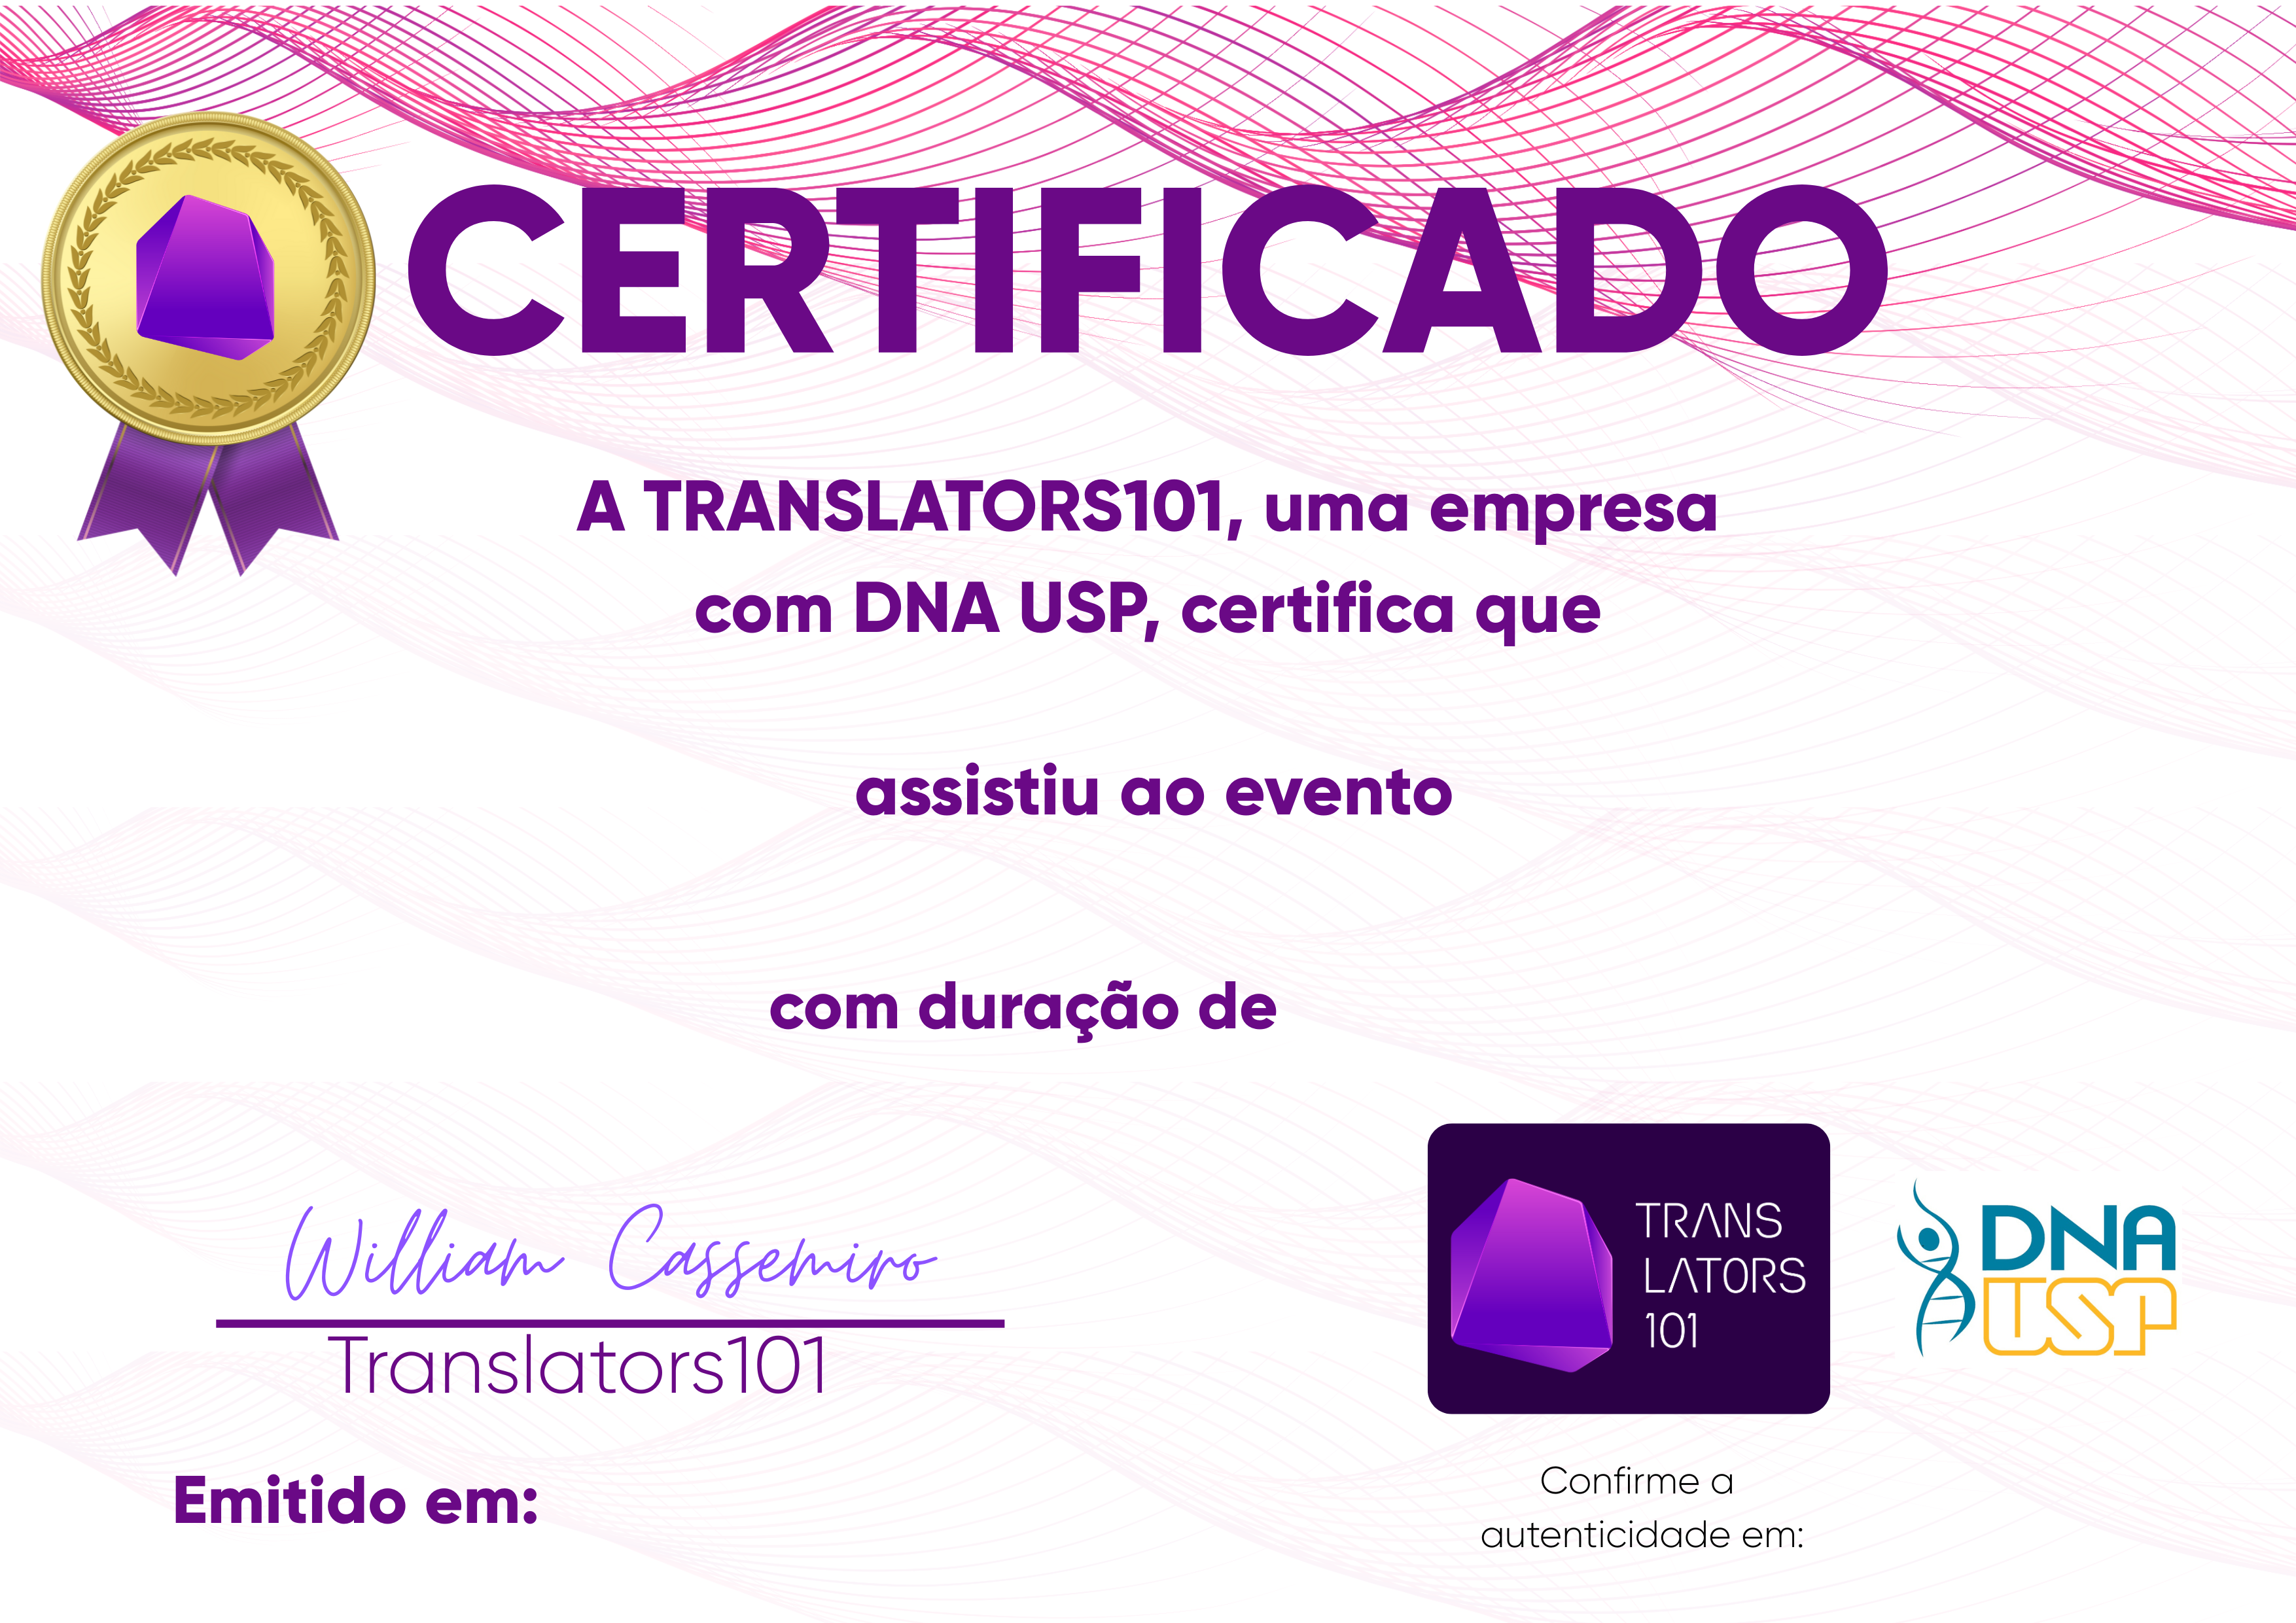 CERTIFICADO
A TRANSLATORS101, uma empresa
com DNA USP, certifica que
assistiu ao evento
com duração de
William Cassemiro
Translators101
Emitido em:
TRANS
LATORS
101
DNA
USP
Confirme a
autenticidade em: